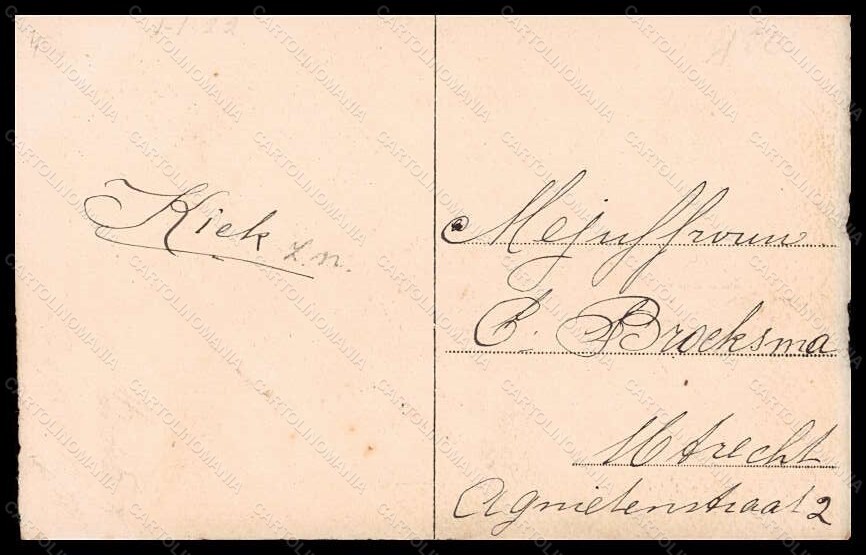 Kiek z.n.
Mejuffrouw
C. Broeksma
Utrecht
Agnietenstraat 2